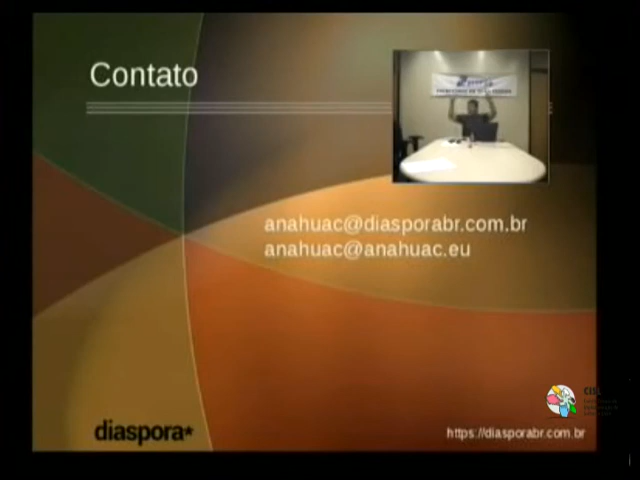 Contato
anahuac@diasporabr.com.br
anahuac@anahuac.eu
diaspora*
https://diasporabr.com.br